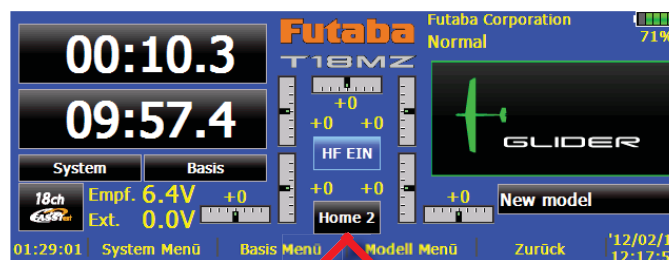 00:10.3
09:57.4
System Basis
18ch
FASSTest
Empf. 6.4V
Ext. 0.0V
+0
Futaba
T18MZ
+0
+0 +0
HF EIN
+0 +0
Home 2
Futaba Corporation
Normal
71%
GLIDER
+0
New model
01:29:01 System Menü Basis Menü Modell Menü Zurück
'12/02/1
12:17:5